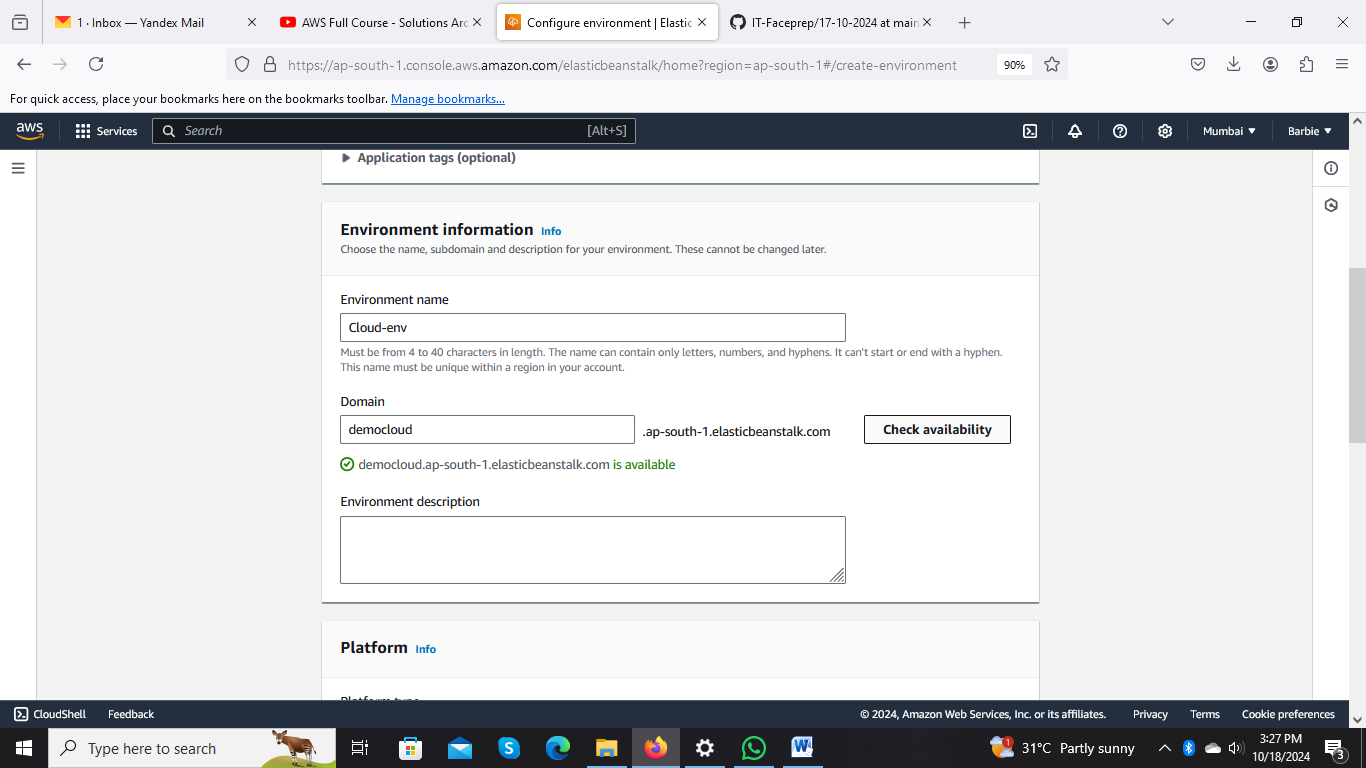 1 · Inbox — Yandex Mail
AWS Full Course - Solutions Arc
Configure environment | Elastic
IT-Faceprep/17-10-2024 at main
https://ap-south-1.console.aws.amazon.com/elasticbeanstalk/home?region=ap-south-1#/create-environment
90%
For quick access, place your bookmarks here on the bookmarks toolbar. Manage bookmarks...
aws
Services
Search
[Alt+S]
Mumbai
Barbie
Application tags (optional)
Environment information Info
Choose the name, subdomain and description for your environment. These cannot be changed later.
Environment name
Cloud-env
Must be from 4 to 40 characters in length. The name can contain only letters, numbers, and hyphens. It can't start or end with a hyphen.
This name must be unique within a region in your account.
Domain
democloud
.ap-south-1.elasticbeanstalk.com
Check availability
democloud.ap-south-1.elasticbeanstalk.com is available
Environment description
Platform Info
Platform type
CloudShell
Feedback
© 2024, Amazon Web Services, Inc. or its affiliates.
Privacy
Terms
Cookie preferences
Type here to search
1
31°C Partly sunny
3:27 PM
10/18/2024
3